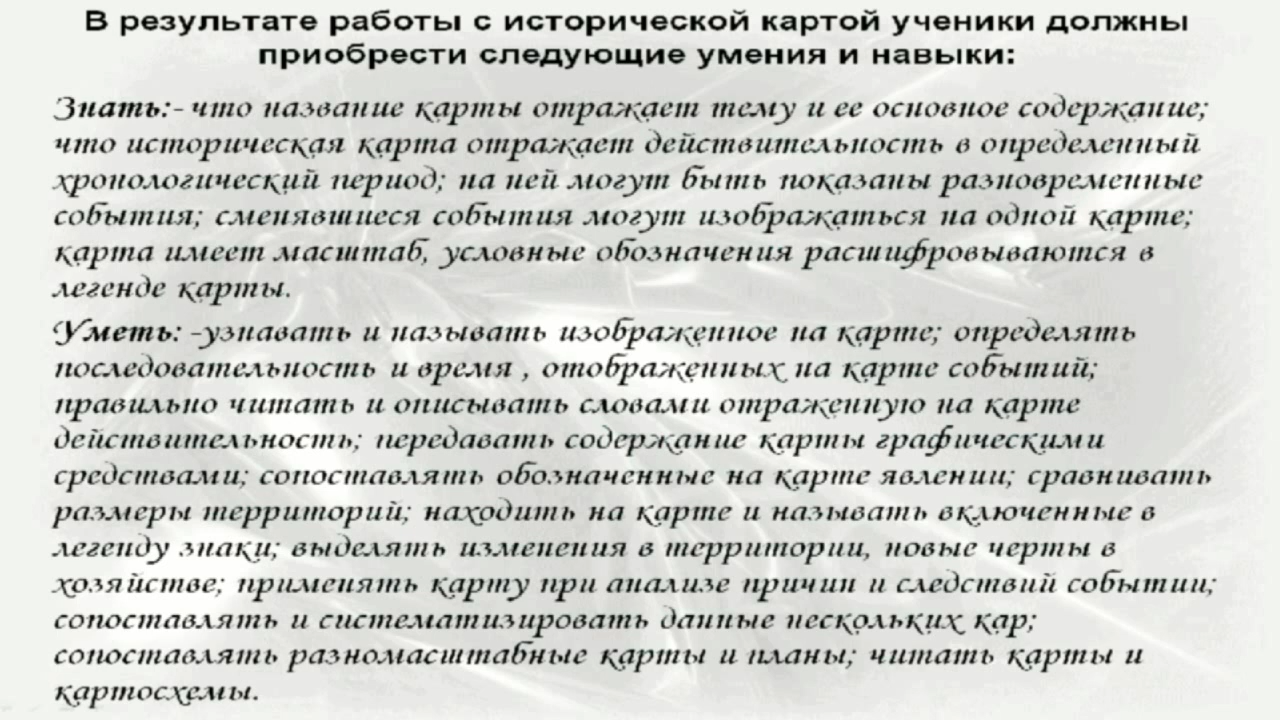 В результате работы с исторической картой ученики должны
приобрести следующие умения и навыки:
Знать:- что название карты отражает тему и ее основное содержание;
что историческая карта отражает действительность в определенный
хронологический период; на ней могут быть показаны разновременные
события; сменявшиеся события могут изображаться на одной карте;
карта имеет масштаб, условные обозначения расшифровываются в
легенде карты.
Уметь: -узнавать и называть изображенное на карте; определять
последовательность и время , отображенных на карте событий;
правильно читать и описывать словами отраженную на карте
действительность; передавать содержание карты графическими
средствами; сопоставлять обозначенные на карте явлении; сравнивать
размеры территорий; находить на карте и называть включенные в
легенду знаки; выделять изменения в территории, новые черты в
хозяйстве; применять карту при анализе причин и следствий событии;
сопоставлять и систематизировать данные нескольких кар;
сопоставлять разномасштабные карты и планы; читать карты и
картосхемы.